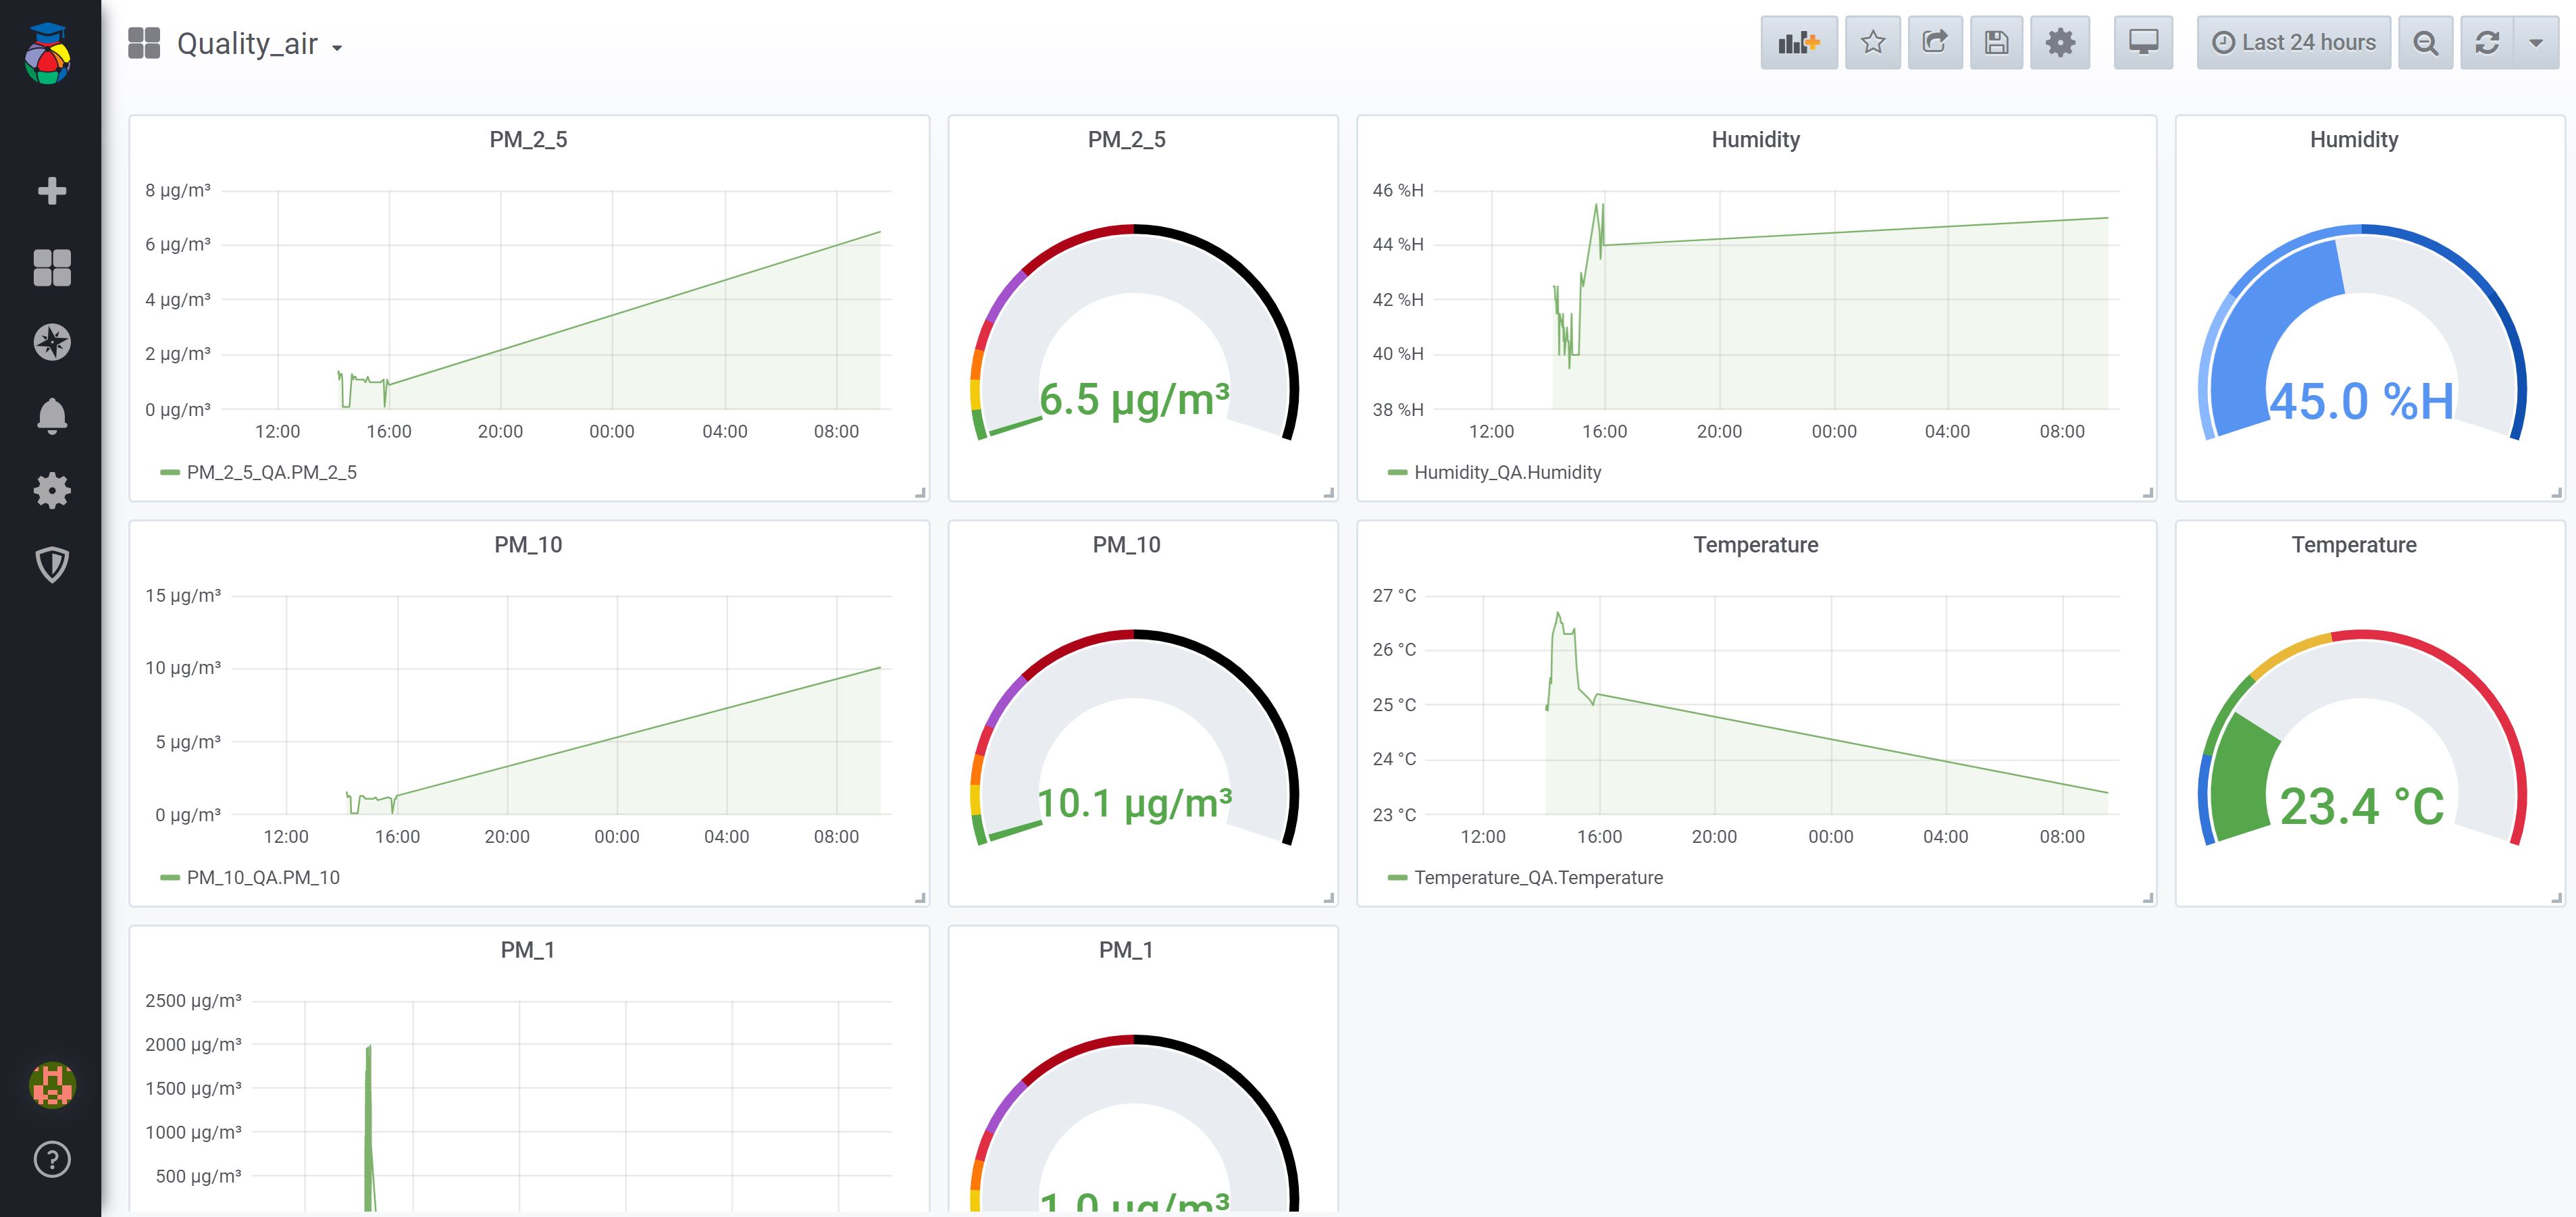 Quality_air
Last 24 hours
PM_2_5
8 µg/m³
6 µg/m³
4 µg/m³
2 µg/m³
0 µg/m³
12:00 16:00 20:00 00:00 04:00 08:00
PM_2_5_QA.PM_2_5
PM_2_5
6.5 µg/m³
Humidity
46 %H
44 %H
42 %H
40 %H
38 %H
12:00 16:00 20:00 00:00 04:00 08:00
Humidity_QA.Humidity
Humidity
45.0 %H
PM_10
15 µg/m³
10 µg/m³
5 µg/m³
0 µg/m³
12:00 16:00 20:00 00:00 04:00 08:00
PM_10_QA.PM_10
PM_10
10.1 µg/m³
Temperature
27 °C
26 °C
25 °C
24 °C
23 °C
12:00 16:00 20:00 00:00 04:00 08:00
Temperature_QA.Temperature
Temperature
23.4 °C
PM_1
2500 µg/m³
2000 µg/m³
1500 µg/m³
1000 µg/m³
500 µg/m³
PM_1
1.0 µg/m³